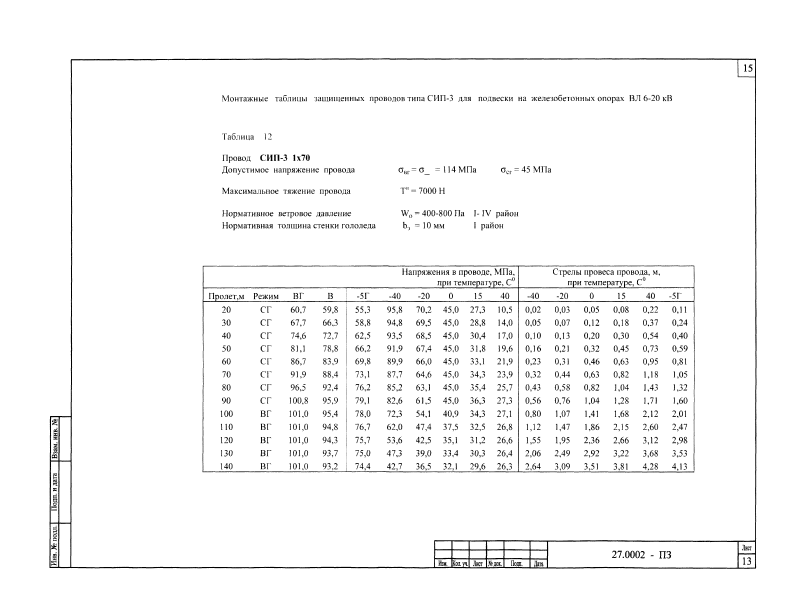 15
Монтажные таблицы защищенных проводов типа СИП-3 для подвески на железобетонных опорах ВЛ 6-20 кВ
Таблица 12
Провод СИП-3 1х70
Допустимое напряжение провода σнг = σ_ = 114 МПа σсг = 45 МПа
Максимальное тяжение провода Тн = 7000 Н
Нормативное ветровое давление Wo = 400-800 Па I- IV район
Нормативная толщина стенки гололеда bэ = 10 мм I район
Напряжения в проводе, МПа, Стрелы провеса провода, м,
при температуре, С0 при температуре, С0
Пролет,м Режим ВГ В -5Г -40 -20 0 15 40 -40 -20 0 15 40 -5Г
20 СГ 60,7 59,8 55,3 95,8 70,2 45,0 27,3 10,5 0,02 0,03 0,05 0,08 0,22 0,11
30 СГ 67,7 66,3 58,8 94,8 69,5 45,0 28,8 14,0 0,05 0,07 0,12 0,18 0,37 0,24
40 СГ 74,6 72,7 62,5 93,5 68,5 45,0 30,4 17,0 0,10 0,13 0,20 0,30 0,54 0,40
50 СГ 81,1 78,8 66,2 91,9 67,4 45,0 31,8 19,6 0,16 0,21 0,32 0,45 0,73 0,59
60 СГ 86,7 83,9 69,8 89,9 66,0 45,0 33,1 21,9 0,23 0,31 0,46 0,63 0,95 0,81
70 СГ 91,9 88,4 73,1 87,7 64,6 45,0 34,3 23,9 0,32 0,44 0,63 0,82 1,18 1,05
80 СГ 96,5 92,4 76,2 85,2 63,1 45,0 35,4 25,7 0,43 0,58 0,82 1,04 1,43 1,32
90 СГ 100,8 95,9 79,1 82,6 61,5 45,0 36,3 27,3 0,56 0,76 1,04 1,28 1,71 1,60
100 ВГ 101,0 95,4 78,0 72,3 54,1 40,9 34,3 27,1 0,80 1,07 1,41 1,68 2,12 2,01
110 ВГ 101,0 94,8 76,7 62,0 47,4 37,5 32,5 26,8 1,12 1,47 1,86 2,15 2,60 2,47
120 ВГ 101,0 94,3 75,7 53,6 42,5 35,1 31,2 26,6 1,55 1,95 2,36 2,66 3,12 2,98
130 ВГ 101,0 93,7 75,0 47,3 39,0 33,4 30,3 26,4 2,06 2,49 2,92 3,22 3,68 3,53
140 ВГ 101,0 93,2 74,4 42,7 36,5 32,1 29,6 26,3 2,64 3,09 3,51 3,81 4,28 4,13
Взам. инв. №
Подп. и дата
Инв. № подл.
Изм. Кол. уч. Лист № док. Подп. Дата
27.0002 - ПЗ
Лист
13